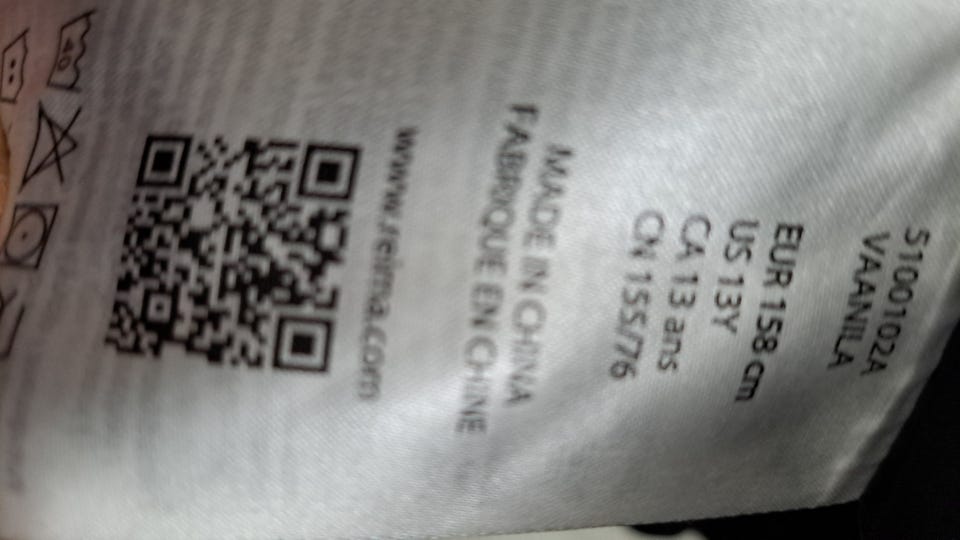 5100102A
VAANILA
EUR 158 cm
US 13Y
CA 13 ans
CN 155/76
MADE IN CHINA
FABRIQUE EN CHINE
www.reima.com
40